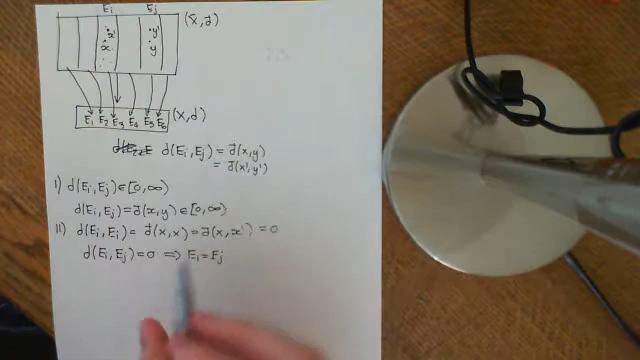 Ei Ej
(x̄, d̄)
x' y'
x y
E1 E2 E3 E4 E5 E6 (X,d)
d(Ei,Ej) = d̄(x,y)
= d̄(x',y')
I) d(Ei,Ej)∈[0,∞)
d(Ei,Ej)=d̄(x,y)∈[0,∞)
II) d(Ei,Ei)= d̄(x,x)=d̄(x,x') = 0
d(Ei,Ej)=0 ⇒ Ei=Ej